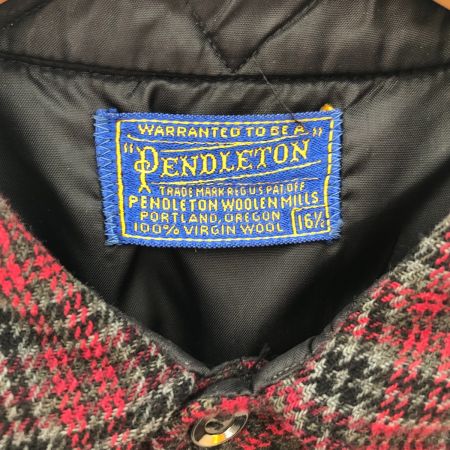 WARRANTED TO BE A
"PENDLETON"
TRADE MARK REG U S PAT. OFF
PENDLETON WOOLEN MILLS
PORTLAND, OREGON
100% VIRGIN WOOL
16½